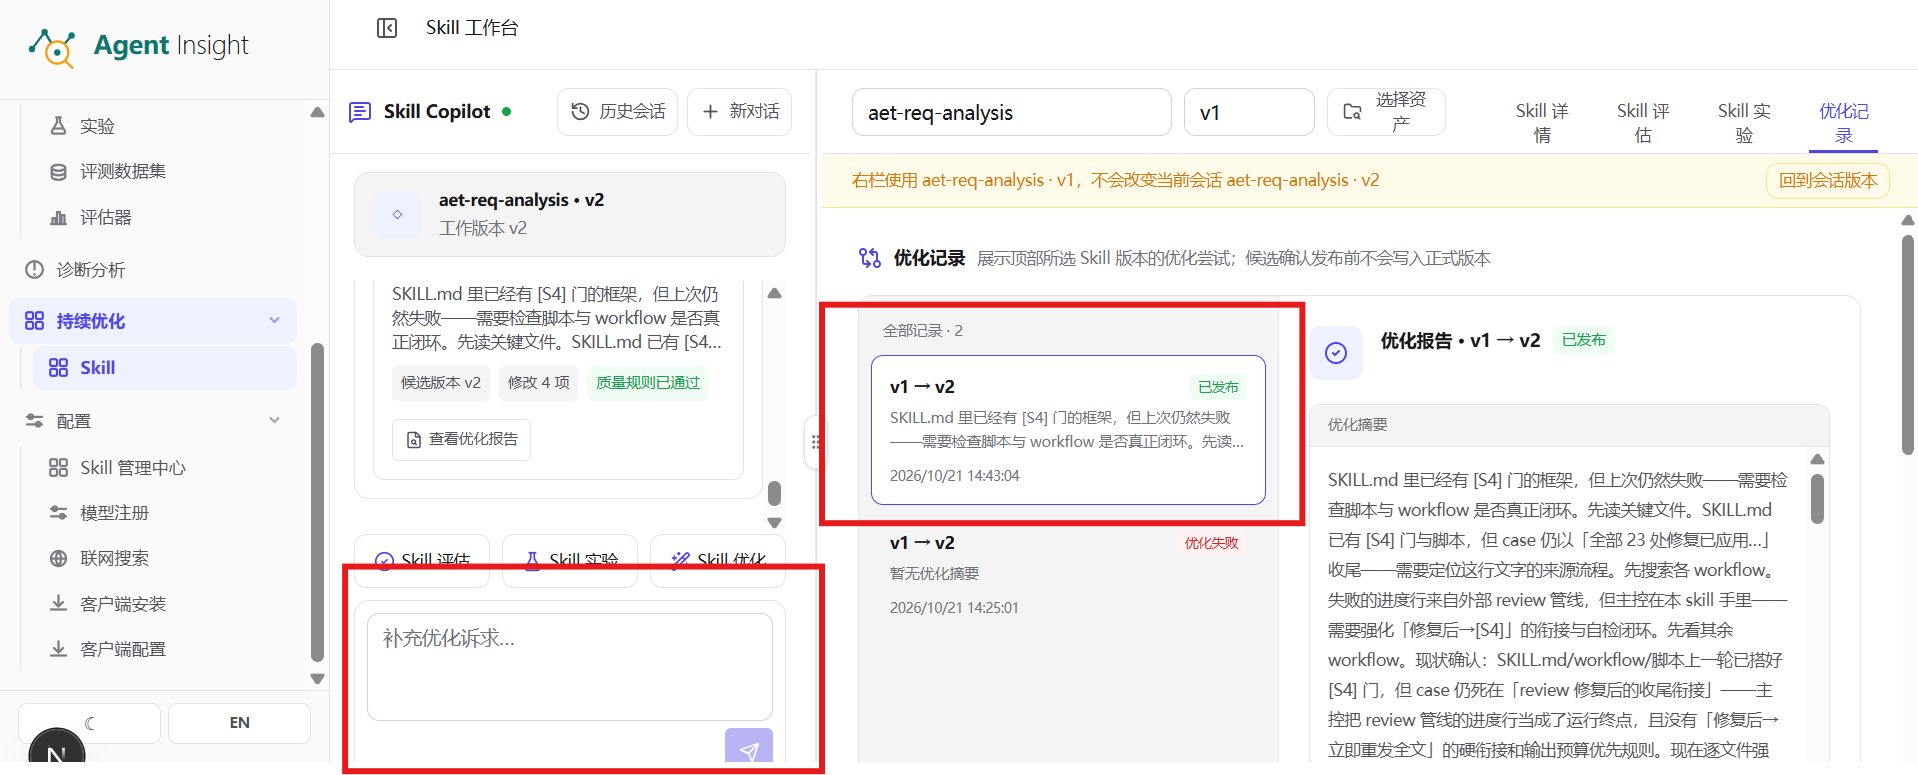 Agent Insight
实验
评测数据集
评估器
诊断分析
持续优化
Skill
配置
Skill 管理中心
模型注册
联网搜索
客户端安装
客户端配置
EN
N
Skill 工作台
Skill Copilot
历史会话
新对话
aet-req-analysis • v2
工作版本 v2
SKILL.md 里已经有 [S4] 门的框架，但上次仍
然失败——需要检查脚本与 workflow 是否真
正闭环。先读关键文件。SKILL.md 已有 [S4...
候选版本 v2
修改 4 项
质量规则已通过
查看优化报告
Skill 评估
Skill 实验
Skill 优化
补充优化诉求...
aet-req-analysis
v1
选择资
产
Skill 详
情
Skill 评
估
Skill 实
验
优化记
录
右栏使用 aet-req-analysis · v1，不会改变当前会话 aet-req-analysis · v2
回到会话版本
优化记录
展示顶部所选 Skill 版本的优化尝试；候选确认发布前不会写入正式版本
全部记录 · 2
v1 → v2
已发布
SKILL.md 里已经有 [S4] 门的框架，但上次仍然失败
——需要检查脚本与 workflow 是否真正闭环。先读...
2026/10/21 14:43:04
v1 → v2
优化失败
暂无优化摘要
2026/10/21 14:25:01
优化报告 • v1 → v2
已发布
优化摘要
SKILL.md 里已经有 [S4] 门的框架，但上次仍然失败——需要检
查脚本与 workflow 是否真正闭环。先读关键文件。SKILL.md
已有 [S4] 门与脚本，但 case 仍以「全部 23 处修复已应用...」
收尾——需要定位这行文字的来源流程。先搜索各 workflow。
失败的进度行来自外部 review 管线，但主控在本 skill 手里——
需要强化「修复后→[S4]」的衔接与自检闭环。先看其余
workflow。现状确认：SKILL.md/workflow/脚本上一轮已搭好
[S4] 门，但 case 仍死在「review 修复后的收尾衔接」——主
控把 review 管线的进度行当成了运行终点，且没有「修复后→
立即重发全文」的硬衔接和输出预算优先规则。现在逐文件强